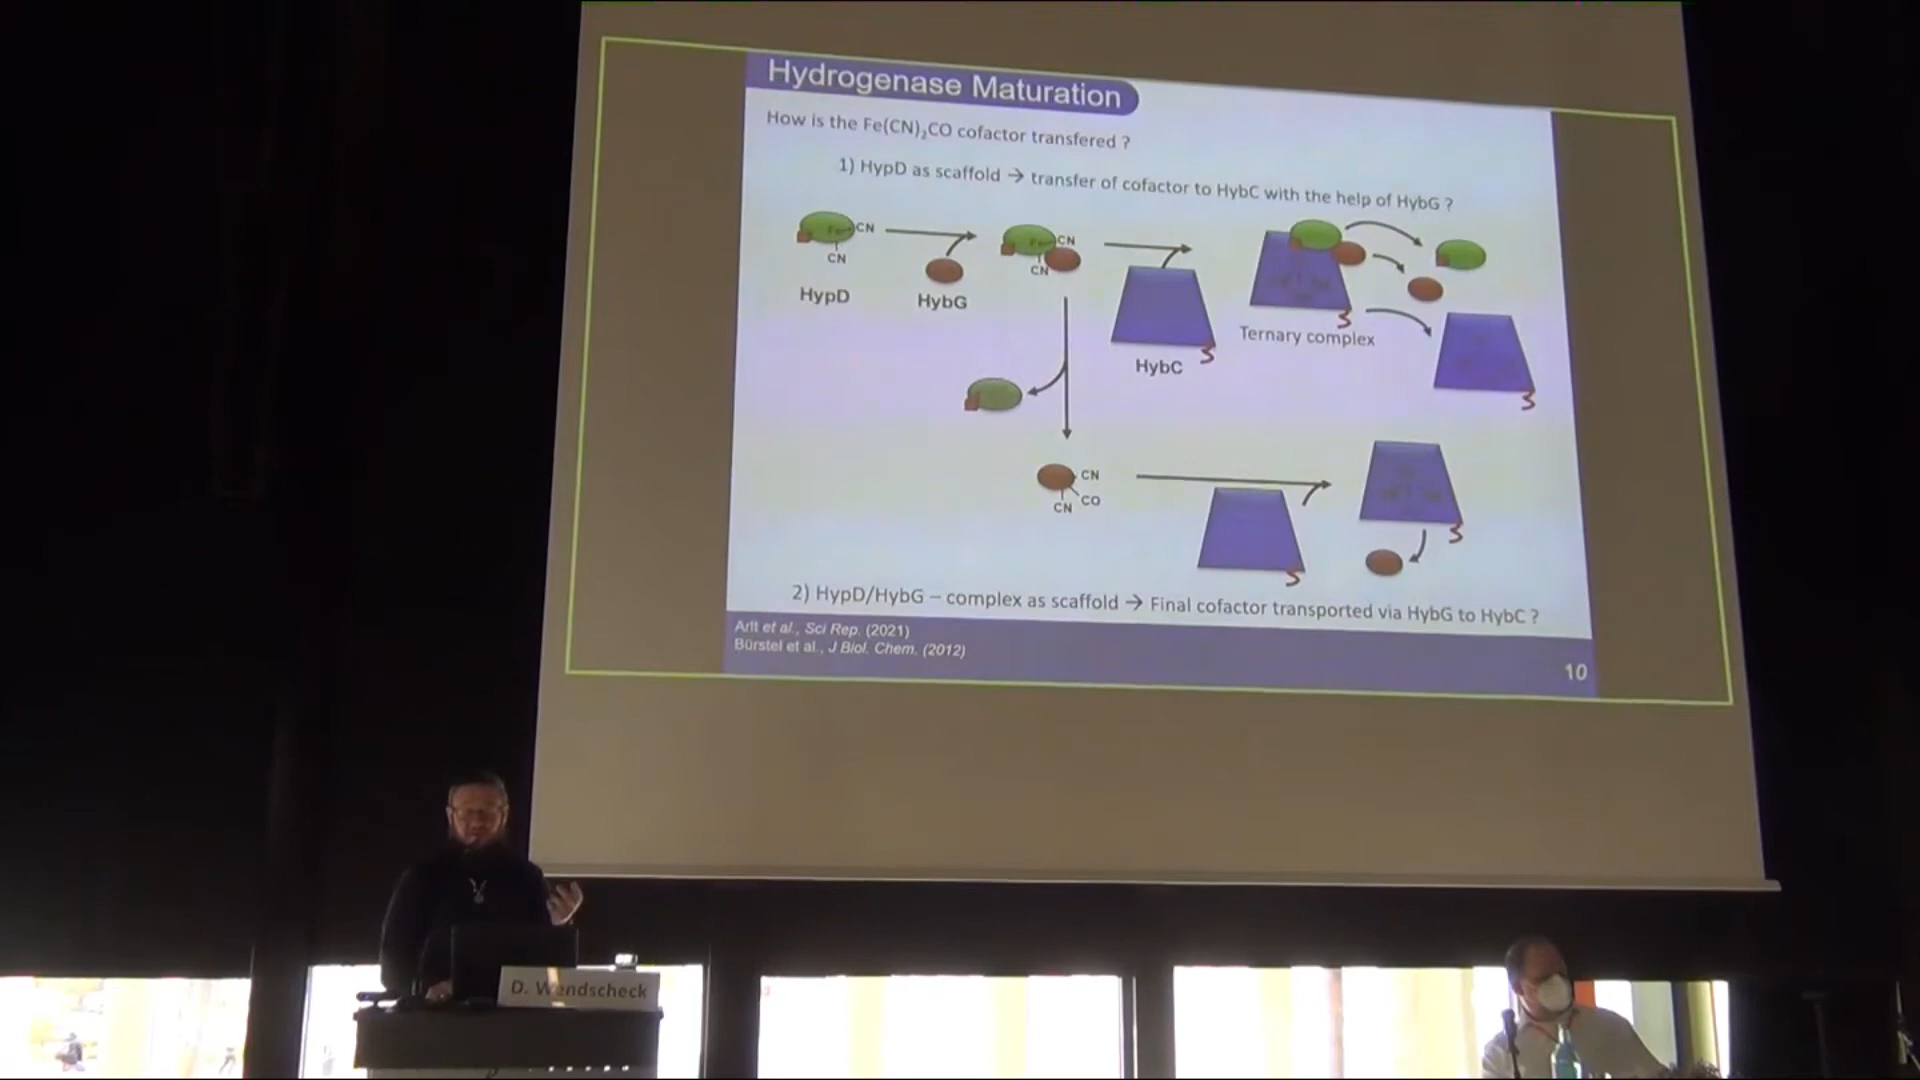 Hydrogenase Maturation
How is the Fe(CN)₂CO cofactor transfered ?
1) HypD as scaffold → transfer of cofactor to HybC with the help of HybG ?
Fe CN
CN
HypD
HybG
Fe CN
CN
HybC
Ternary complex
CN
CO
CN
2) HypD/HybG – complex as scaffold → Final cofactor transported via HybG to HybC ?
Arlt et al., Sci Rep. (2021)
Bürstel et al., J Biol. Chem. (2012)
10
D. Wendscheck